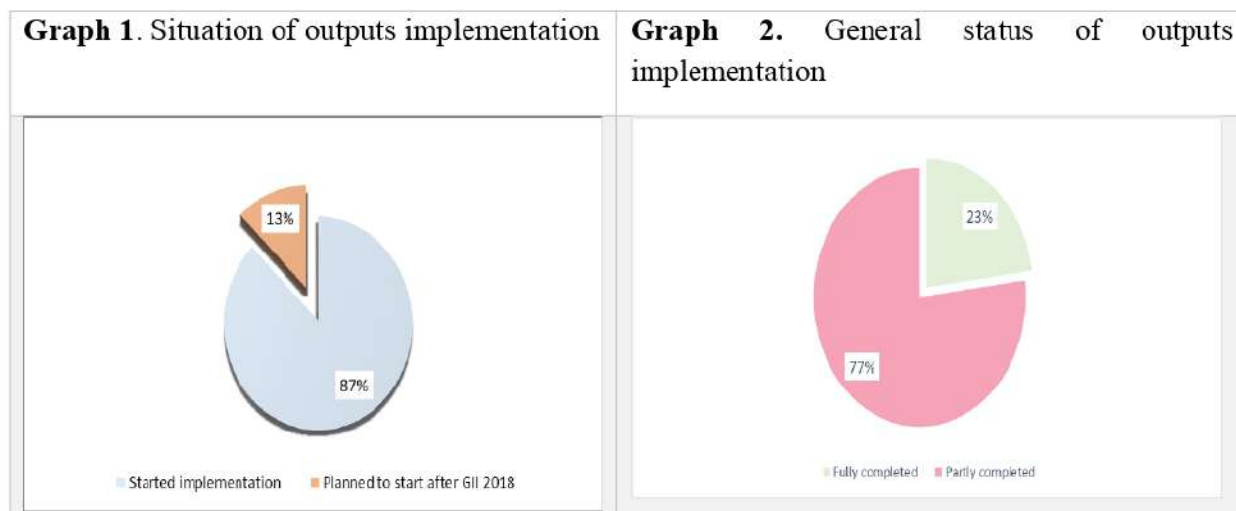 Graph 1. Situation of outputs implementation
Graph 2. General status of outputs
implementation
13%
87%
Started implementation Planned to start after GII 2018
23%
77%
Fully completed Partly completed